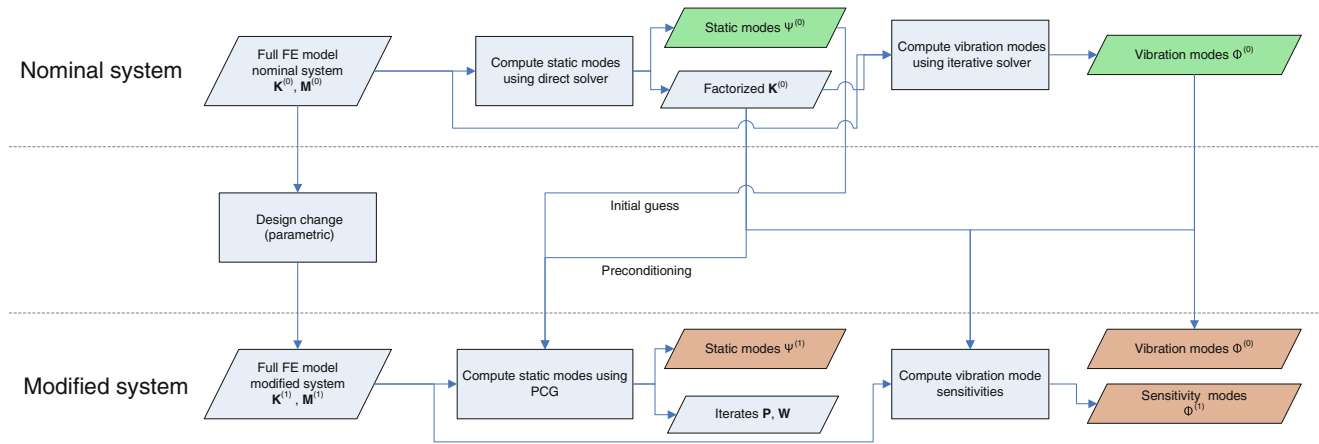 Nominal system
Full FE model
nominal system
K⁽⁰⁾, M⁽⁰⁾
Compute static modes
using direct solver
Static modes Ψ⁽⁰⁾
Factorized K⁽⁰⁾
Compute vibration modes
using iterative solver
Vibration modes Φ⁽⁰⁾
Design change
(parametric)
Initial guess
Preconditioning
Modified system
Full FE model
modified system
K⁽¹⁾ , M⁽¹⁾
Compute static modes using
PCG
Static modes Ψ⁽¹⁾
Iterates P, W
Compute vibration mode
sensitivities
Vibration modes Φ⁽⁰⁾
Sensitivity modes
Φ⁽¹⁾